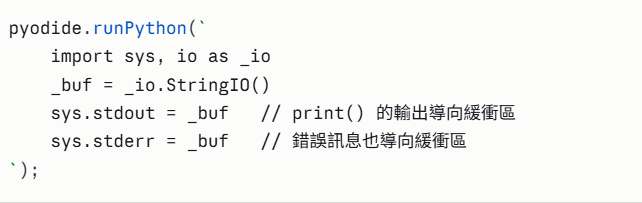 pyodide.runPython(`
    import sys, io as _io
    _buf = _io.StringIO()
    sys.stdout = _buf   // print() 的輸出導向緩衝區
    sys.stderr = _buf   // 錯誤訊息也導向緩衝區
`);